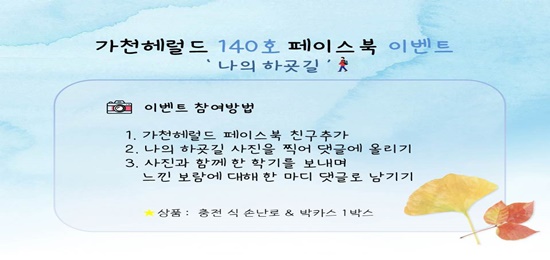 가천헤럴드 140호 페이스북 이벤트
‘나의 하굣길’
이벤트 참여방법
1. 가천헤럴드 페이스북 친구추가
2. 나의 하굣길 사진을 찍어 댓글에 올리기
3. 사진과 함께 한 학기를 보내며
느낀 보람에 대해 한 마디 댓글로 남기기
★상품 : 충전 식 손난로 & 박카스 1박스